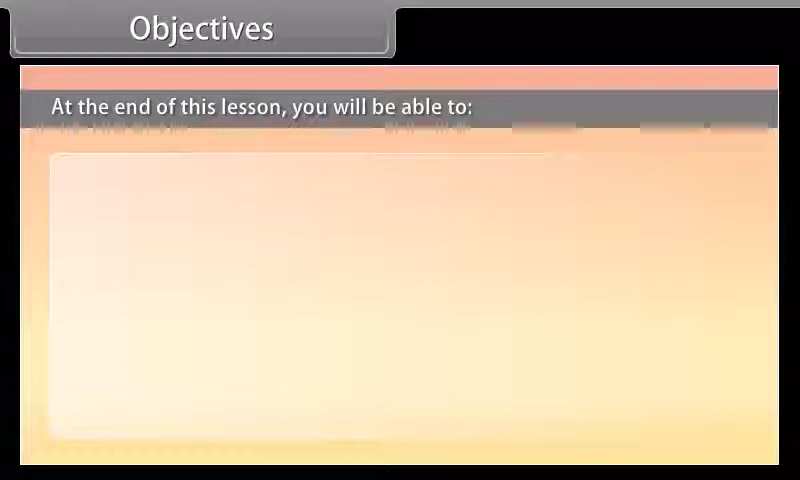 Objectives
At the end of this lesson, you will be able to: